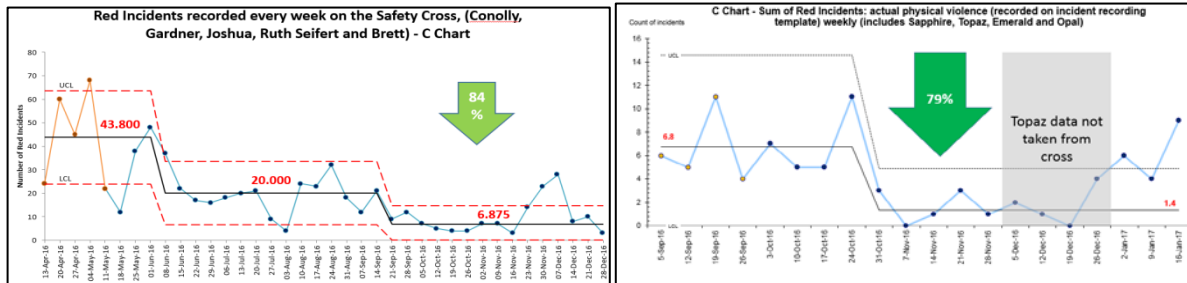 Red Incidents recorded every week on the Safety Cross, (Conolly,
Gardner, Joshua, Ruth Seifert and Brett) - C Chart
Number of Red Incidents
80
70
60
50
40
30
20
10
0
UCL
43.800
LCL
20.000
6.875
84
%
13-Apr-16
20-Apr-16
27-Apr-16
04-May-16
11-May-16
18-May-16
25-May-16
01-Jun-16
08-Jun-16
15-Jun-16
22-Jun-16
29-Jun-16
06-Jul-16
13-Jul-16
20-Jul-16
27-Jul-16
03-Aug-16
10-Aug-16
17-Aug-16
24-Aug-16
31-Aug-16
07-Sep-16
14-Sep-16
21-Sep-16
28-Sep-16
05-Oct-16
12-Oct-16
19-Oct-16
26-Oct-16
02-Nov-16
09-Nov-16
16-Nov-16
23-Nov-16
30-Nov-16
07-Dec-16
14-Dec-16
21-Dec-16
28-Dec-16
C Chart - Sum of Red Incidents: actual physical violence (recorded on incident recording
template) weekly (includes Sapphire, Topaz, Emerald and Opal)
Count of incidents
16
14
12
10
8
6
4
2
0
UCL
6.8
79%
Topaz data not
taken from
cross
1.4
5-Sep-16
12-Sep-16
19-Sep-16
26-Sep-16
3-Oct-16
10-Oct-16
17-Oct-16
24-Oct-16
31-Oct-16
7-Nov-16
14-Nov-16
21-Nov-16
28-Nov-16
5-Dec-16
12-Dec-16
19-Dec-16
26-Dec-16
2-Jan-17
9-Jan-17
16-Jan-17